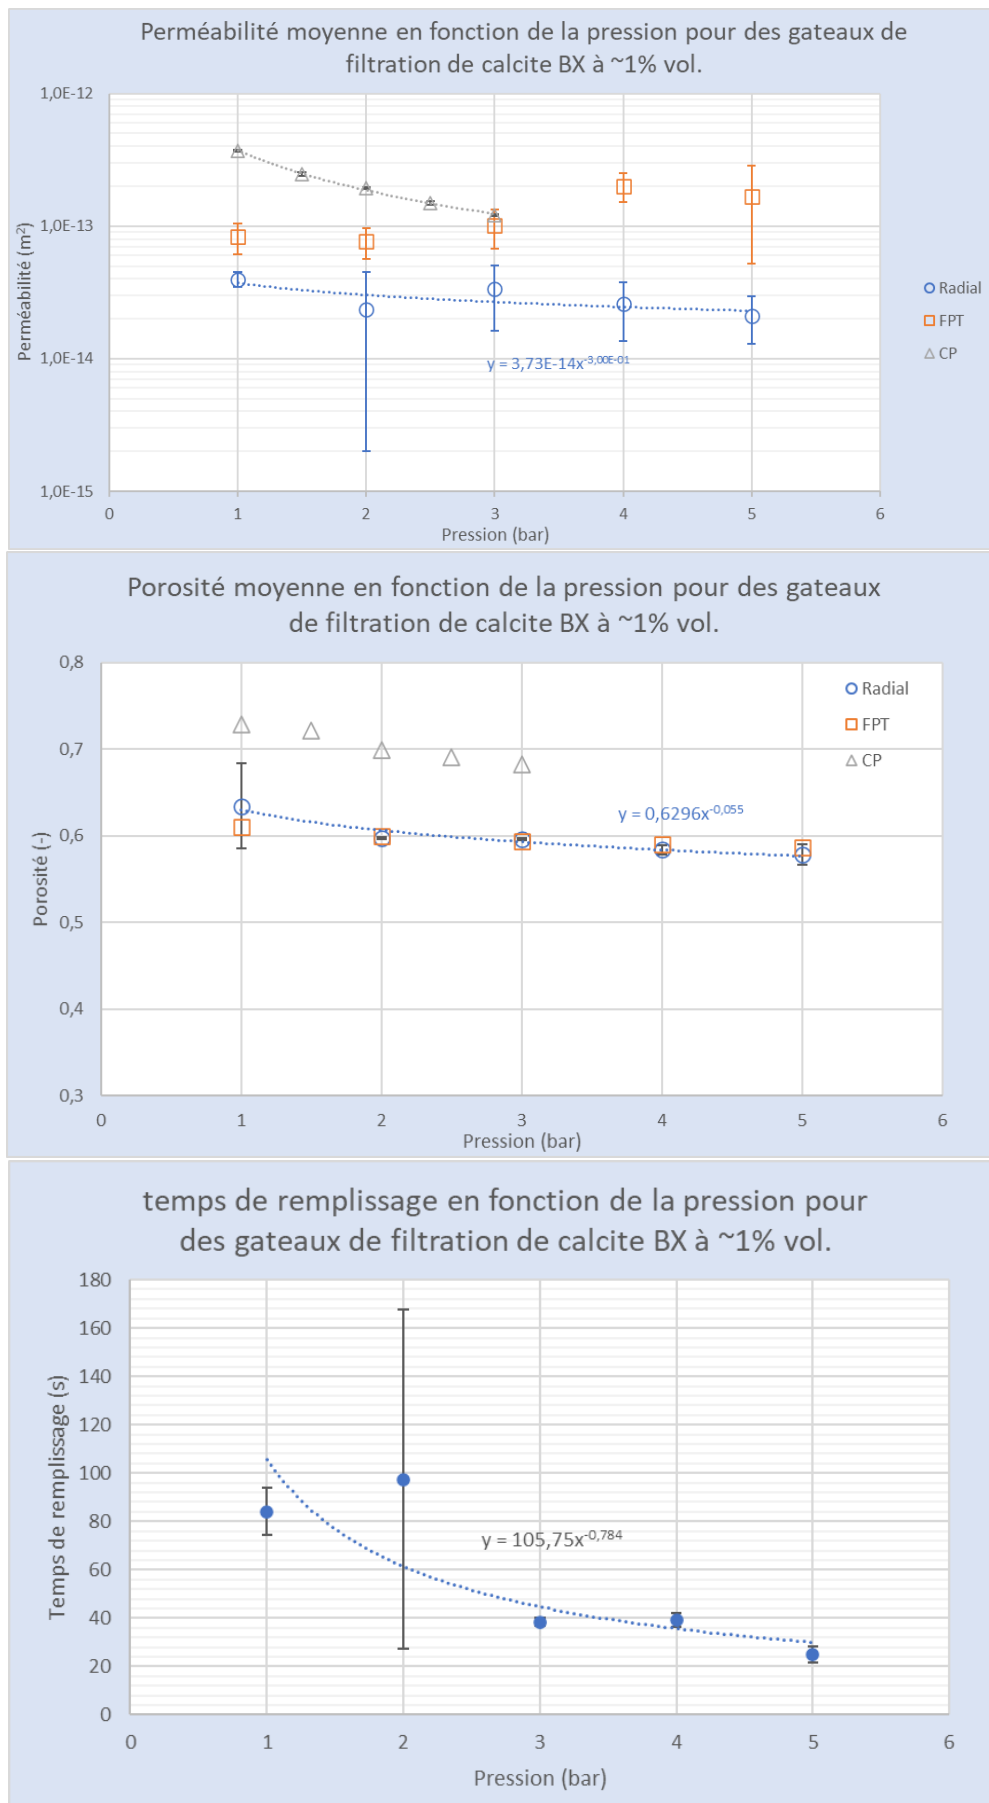 Perméabilité moyenne en fonction de la pression pour des gateaux de
filtration de calcite BX à ~1% vol.
1,0E-12
1,0E-13
1,0E-14
1,0E-15
Perméabilité (m²)
y = 3,73E-14x^-3,00E-01
Radial
FPT
CP
0 1 2 3 4 5 6
Pression (bar)
Porosité moyenne en fonction de la pression pour des gateaux
de filtration de calcite BX à ~1% vol.
0,8
0,7
0,6
0,5
0,4
0,3
Porosité (-)
Radial
FPT
CP
y = 0,6296x^-0,055
0 1 2 3 4 5 6
Pression (bar)
temps de remplissage en fonction de la pression pour
des gateaux de filtration de calcite BX à ~1% vol.
180
160
140
120
100
80
60
40
20
0
Temps de remplissage (s)
y = 105,75x^-0,784
0 1 2 3 4 5 6
Pression (bar)